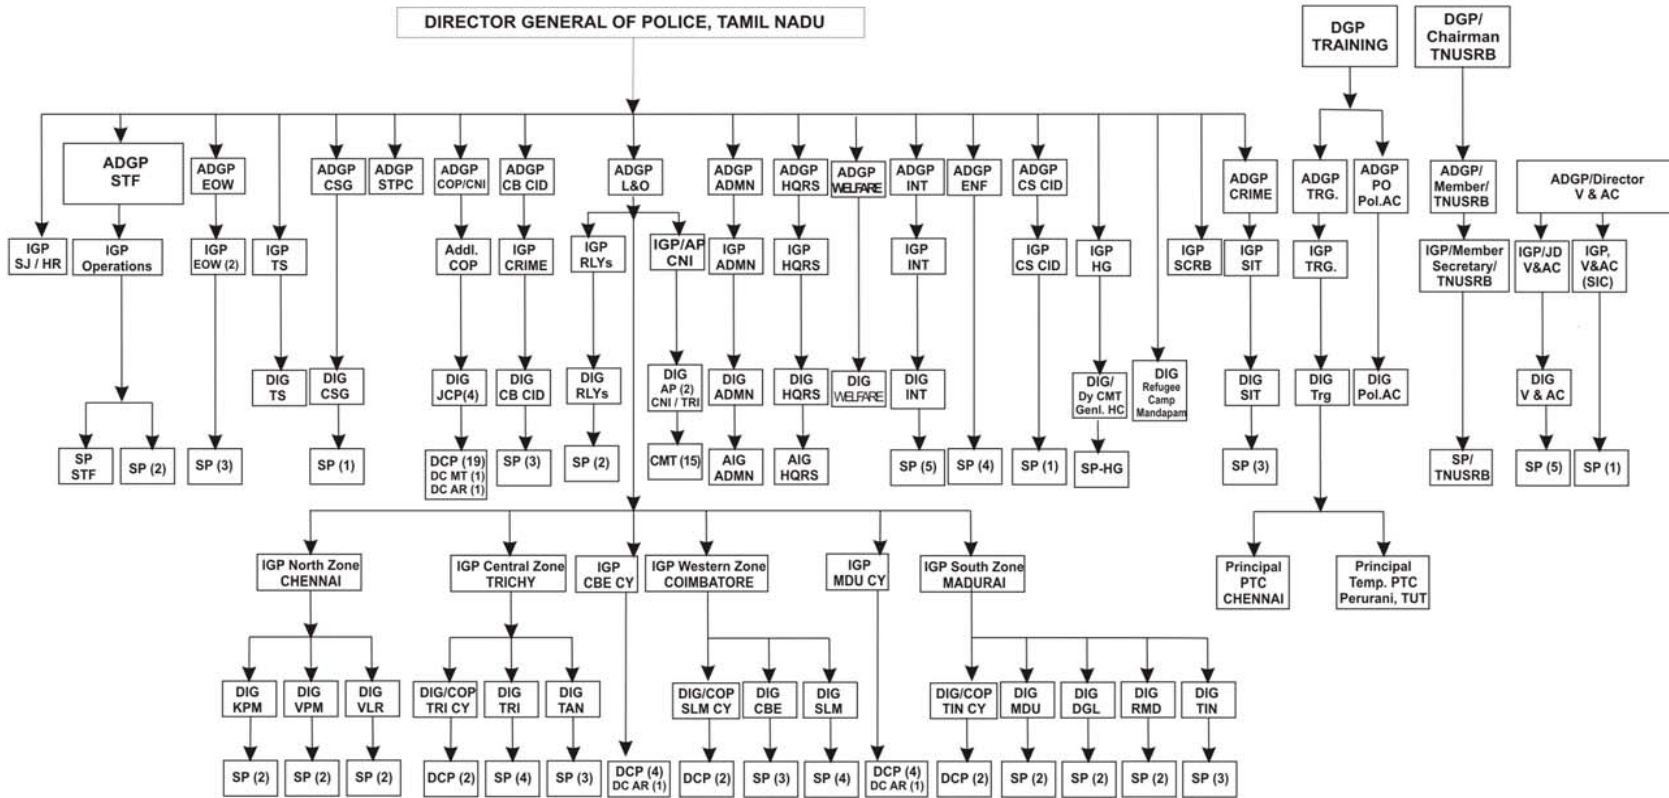 DIRECTOR GENERAL OF POLICE, TAMIL NADU
DGP
TRAINING
DGP/
Chairman
TNUSRB
ADGP
STF
ADGP
EOW
ADGP
CSG
ADGP
STPC
ADGP
COP/CNI
ADGP
CB CID
ADGP
L&O
ADGP
ADMN
ADGP
HQRS
ADGP
WELFARE
ADGP
INT
ADGP
ENF
ADGP
CS CID
ADGP
CRIME
ADGP
TRG.
ADGP
PO
Pol.AC
ADGP/
Member/
TNUSRB
ADGP/Director
V & AC
IGP
SJ / HR
IGP
Operations
IGP
EOW (2)
IGP
TS
Addl.
COP
IGP
CRIME
IGP
RLYs
IGP/AP
CNI
IGP
ADMN
IGP
HQRS
IGP
INT
IGP
CS CID
IGP
HG
IGP
SCRB
IGP
SIT
IGP
TRG.
IGP/Member
Secretary/
TNUSRB
IGP/JD
V&AC
IGP,
V&AC
(SIC)
DIG
TS
DIG
CSG
DIG
JCP(4)
DIG
CB CID
DIG
RLYs
DIG
AP (2)
CNI / TRI
DIG
ADMN
DIG
HQRS
DIG
WELFARE
DIG
INT
DIG/
Dy CMT
Genl. HC
DIG
Refugee
Camp
Mandapam
DIG
SIT
DIG
Trg
DIG
Pol.AC
DIG
V & AC
SP
STF
SP (2)
SP (3)
SP (1)
DCP (19)
DC MT (1)
DC AR (1)
SP (3)
SP (2)
CMT (15)
AIG
ADMN
AIG
HQRS
SP (5)
SP (4)
SP (1)
SP-HG
SP (3)
SP/
TNUSRB
SP (5)
SP (1)
IGP North Zone
CHENNAI
IGP Central Zone
TRICHY
IGP
CBE CY
IGP Western Zone
COIMBATORE
IGP
MDU CY
IGP South Zone
MADURAI
Principal
PTC
CHENNAI
Principal
Temp. PTC
Perurani, TUT
DIG
KPM
DIG
VPM
DIG
VLR
DIG/COP
TRI CY
DIG
TRI
DIG
TAN
DIG/COP
SLM CY
DIG
CBE
DIG
SLM
DIG/COP
TIN CY
DIG
MDU
DIG
DGL
DIG
RMD
DIG
TIN
SP (2)
SP (2)
SP (2)
DCP (2)
SP (4)
SP (3)
DCP (4)
DC AR (1)
DCP (2)
SP (3)
SP (4)
DCP (4)
DC AR (1)
DCP (2)
SP (2)
SP (2)
SP (2)
SP (3)